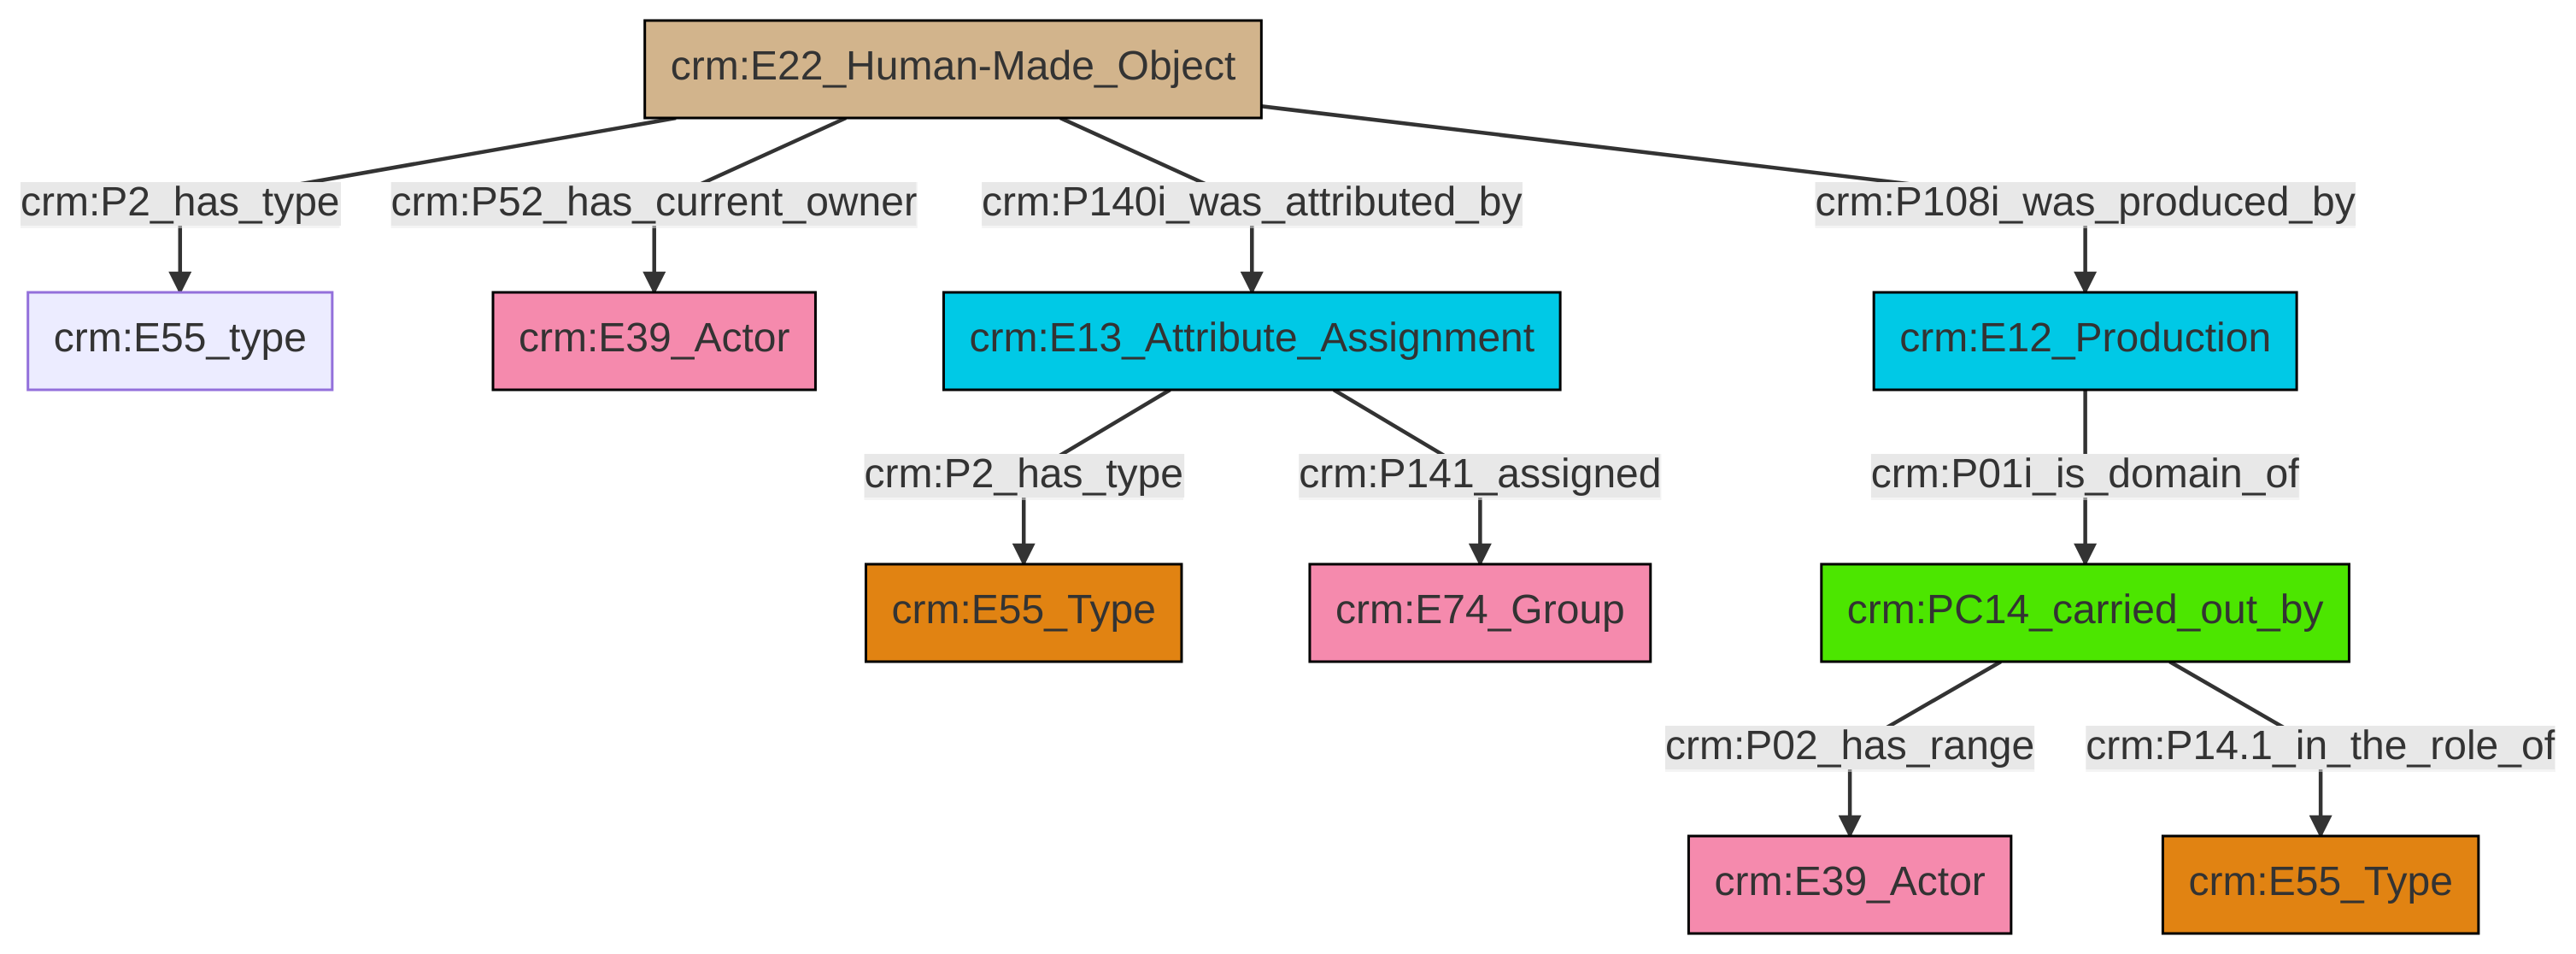 crm:E22_Human-Made_Object
crm:P2_has_type
crm:P52_has_current_owner
crm:P140i_was_attributed_by
crm:P108i_was_produced_by
crm:E55_type
crm:E39_Actor
crm:E13_Attribute_Assignment
crm:E12_Production
crm:P2_has_type
crm:P141_assigned
crm:P01i_is_domain_of
crm:E55_Type
crm:E74_Group
crm:PC14_carried_out_by
crm:P02_has_range
crm:P14.1_in_the_role_of
crm:E39_Actor
crm:E55_Type